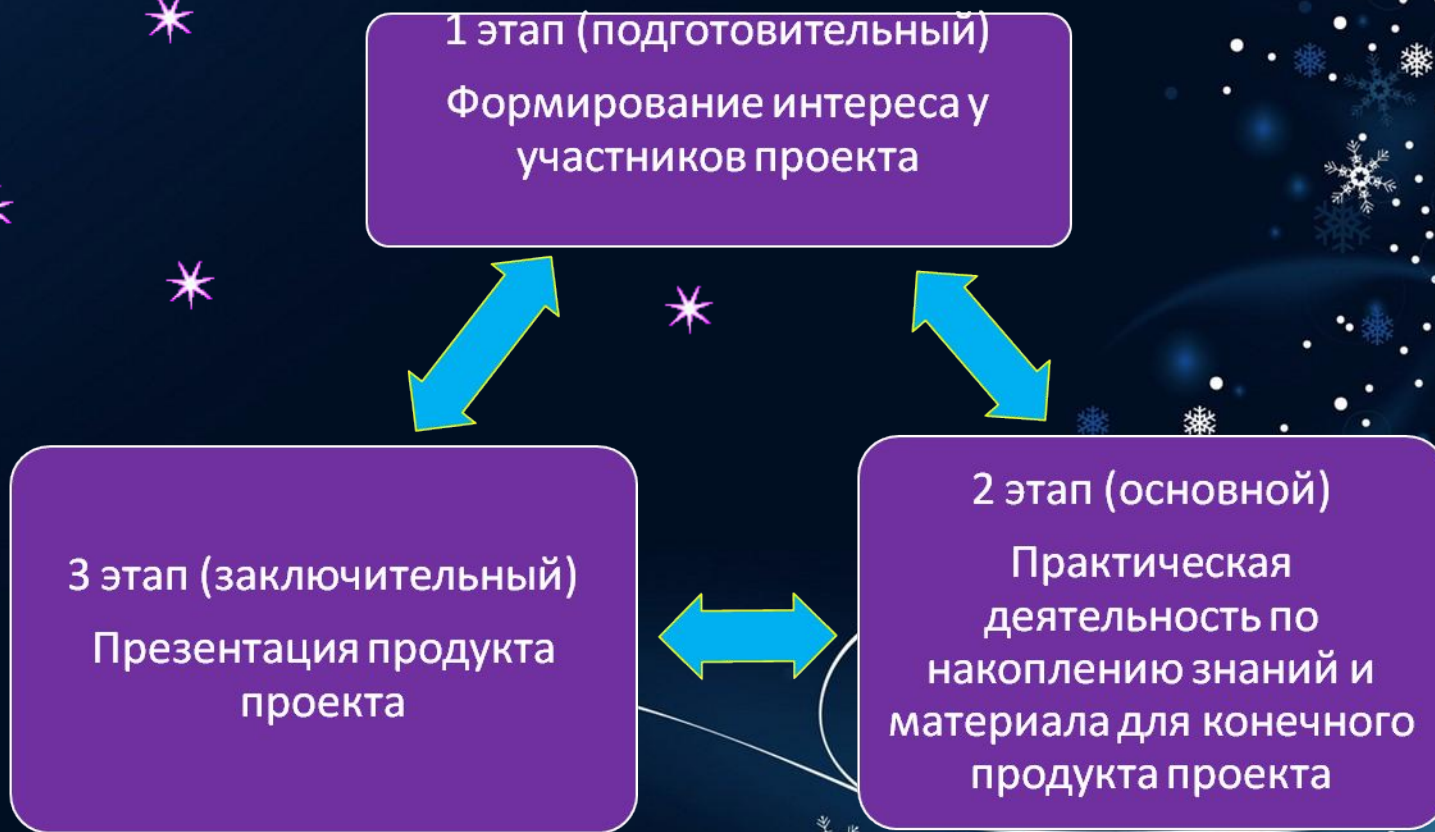 1 этап (подготовительный)
Формирование интереса у
участников проекта
3 этап (заключительный)
Презентация продукта
проекта
2 этап (основной)
Практическая
деятельность по
накоплению знаний и
материала для конечного
продукта проекта